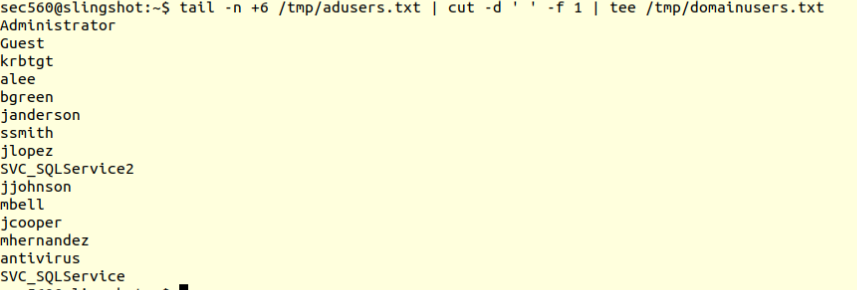 sec560@slingshot:~$ tail -n +6 /tmp/adusers.txt | cut -d ' ' -f 1 | tee /tmp/domainusers.txt
Administrator
Guest
krbtgt
alee
bgreen
janderson
ssmith
jlopez
SVC_SQLService2
jjohnson
mbell
jcooper
mhernandez
antivirus
SVC_SQLService